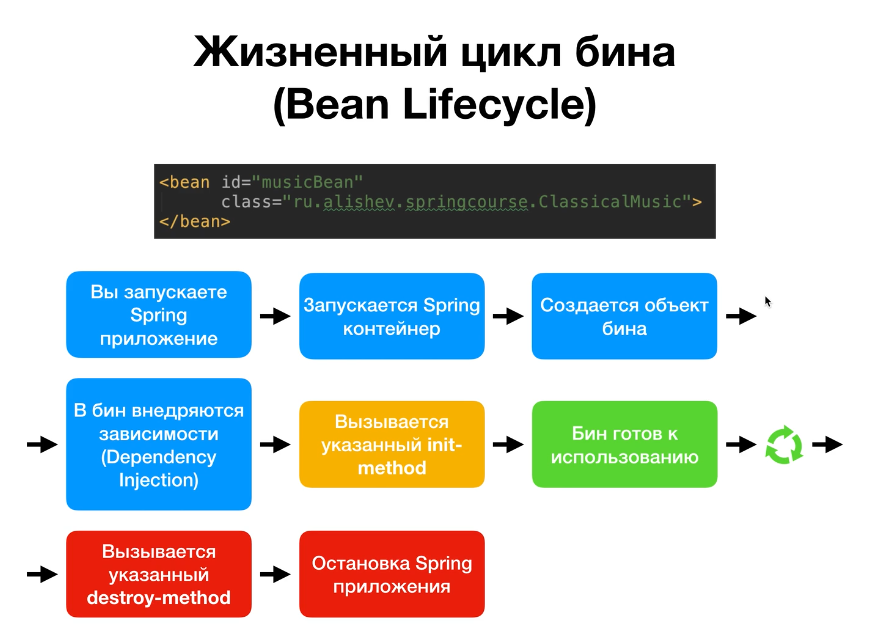 Жизненный цикл бина
(Bean Lifecycle)
<bean id="musicBean"
class="ru.alishev.springcourse.ClassicalMusic">
</bean>
Вы запускаете
Spring
приложение
Запускается Spring
контейнер
Создается объект
бина
В бин внедряются
зависимости
(Dependency
Injection)
Вызывается
указанный init-
method
Бин готов к
использованию
Вызывается
указанный
destroy-method
Остановка Spring
приложения